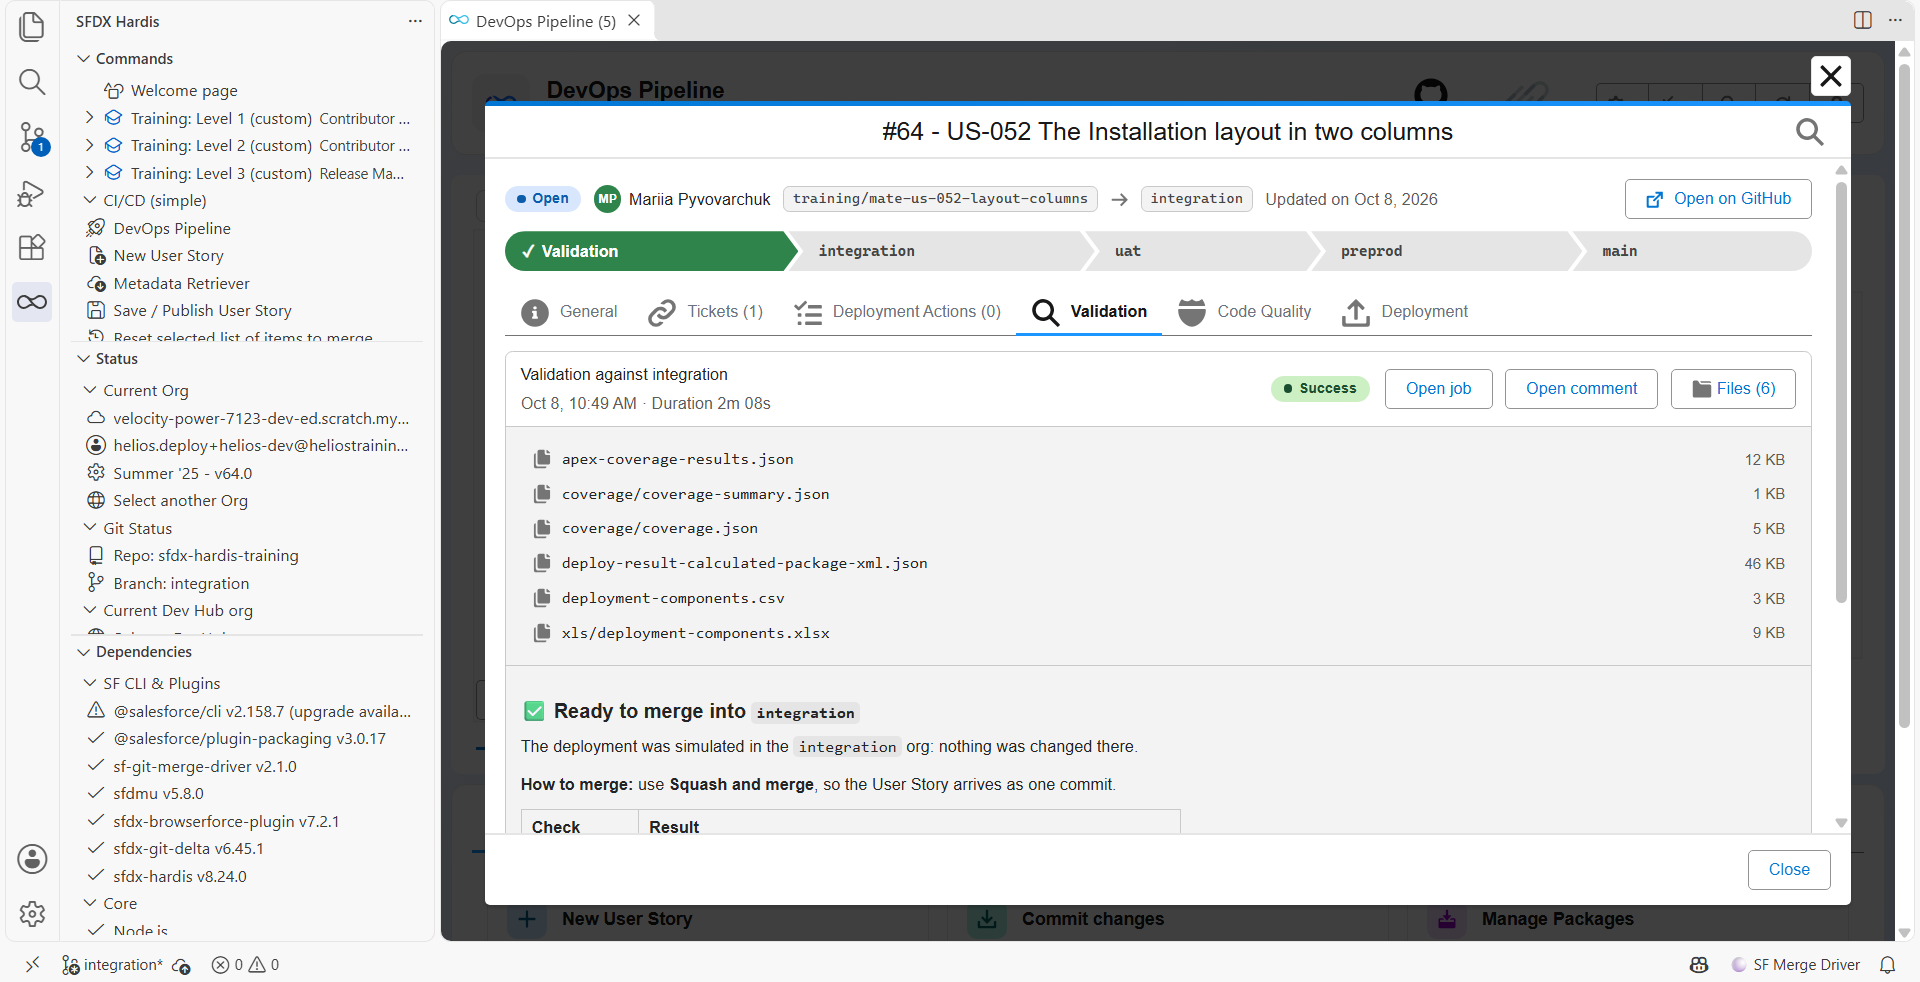 SFDX Hardis
DevOps Pipeline (5)
Commands
Welcome page
Training: Level 1 (custom) Contributor ...
Training: Level 2 (custom) Contributor ...
Training: Level 3 (custom) Release Ma...
CI/CD (simple)
DevOps Pipeline
New User Story
Metadata Retriever
Save / Publish User Story
Reset selected list of items to merge
Status
Current Org
velocity-power-7123-dev-ed.scratch.my...
helios.deploy+helios-dev@heliostrainin...
Summer '25 - v64.0
Select another Org
Git Status
Repo: sfdx-hardis-training
Branch: integration
Current Dev Hub org
Dependencies
SF CLI & Plugins
@salesforce/cli v2.158.7 (upgrade availa...
@salesforce/plugin-packaging v3.0.17
sf-git-merge-driver v2.1.0
sfdmu v5.8.0
sfdx-browserforce-plugin v7.2.1
sfdx-git-delta v6.45.1
sfdx-hardis v8.24.0
Core
Node.js
DevOps Pipeline
#64 - US-052 The Installation layout in two columns
Open MP Mariia Pyvovarchuk training/mate-us-052-layout-columns → integration Updated on Oct 8, 2026 Open on GitHub
✓ Validation integration uat preprod main
General Tickets (1) Deployment Actions (0) Validation Code Quality Deployment
Validation against integration
Oct 8, 10:49 AM · Duration 2m 08s
Success Open job Open comment Files (6)
apex-coverage-results.json 12 KB
coverage/coverage-summary.json 1 KB
coverage/coverage.json 5 KB
deploy-result-calculated-package-xml.json 46 KB
deployment-components.csv 3 KB
xls/deployment-components.xlsx 9 KB
✅ Ready to merge into integration
The deployment was simulated in the integration org: nothing was changed there.
How to merge: use Squash and merge, so the User Story arrives as one commit.
Check Result
Close
New User Story Commit changes Manage Packages
1
integration* 0 0 SF Merge Driver